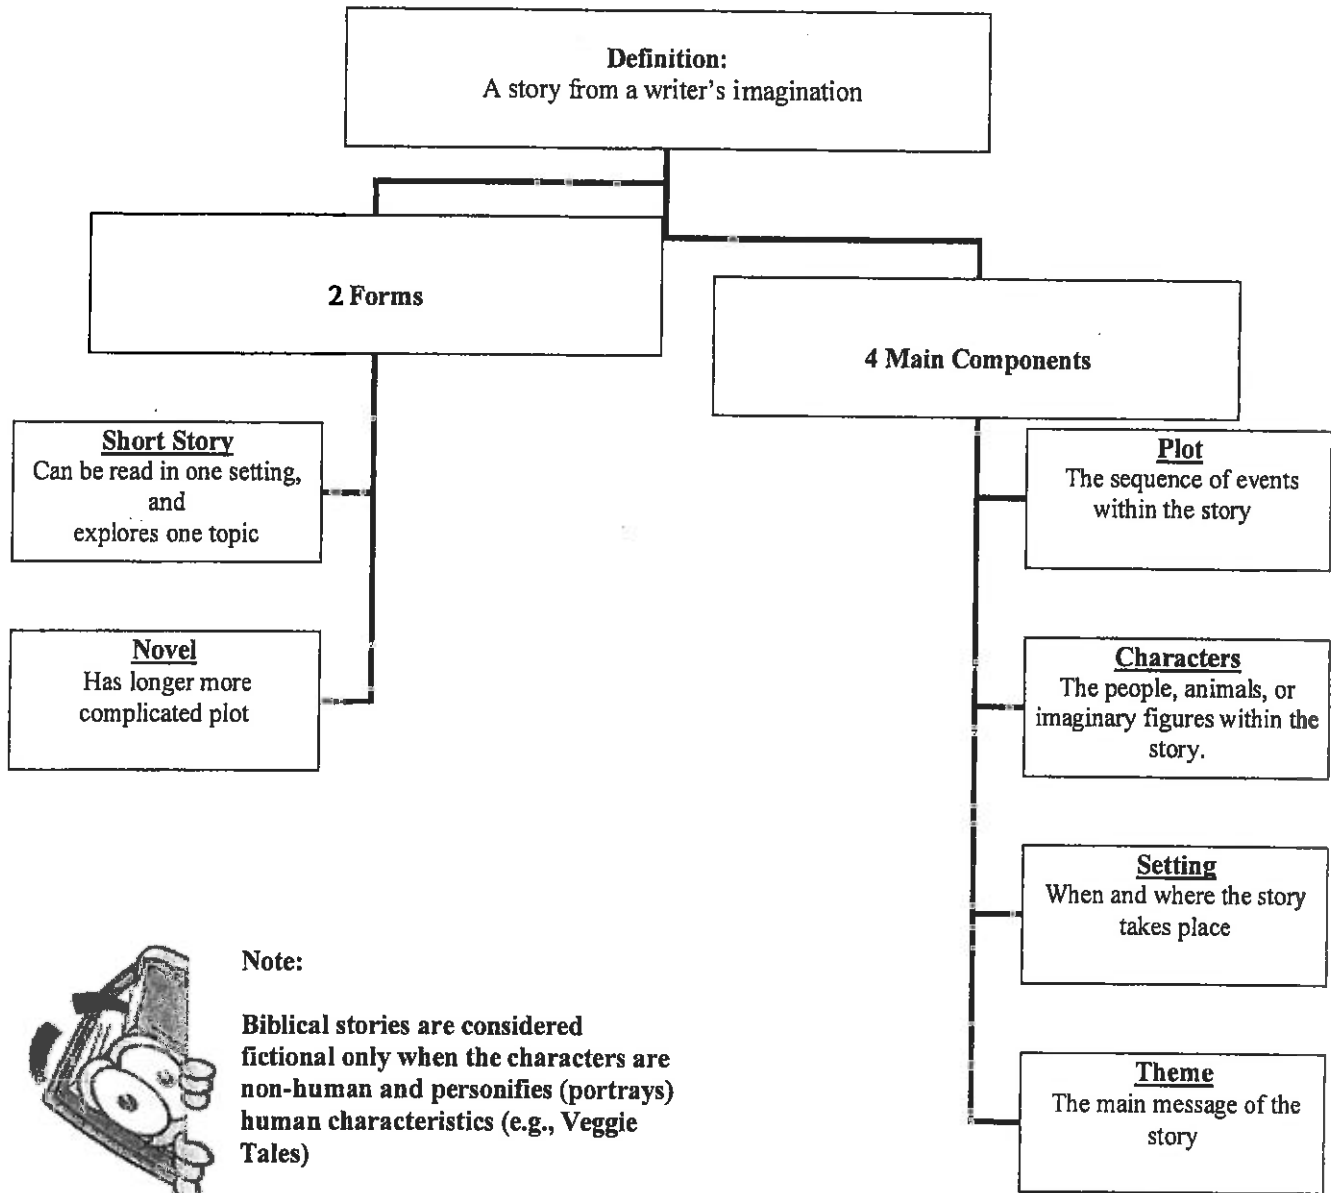 Definition:
A story from a writer's imagination
2 Forms
4 Main Components
Short Story
Can be read in one setting,
and
explores one topic
Novel
Has longer more
complicated plot
Plot
The sequence of events
within the story
Characters
The people, animals, or
imaginary figures within the
story.
Setting
When and where the story
takes place
Theme
The main message of the
story
Note:
Biblical stories are considered
fictional only when the characters are
non-human and personifies (portrays)
human characteristics (e.g., Veggie
Tales)